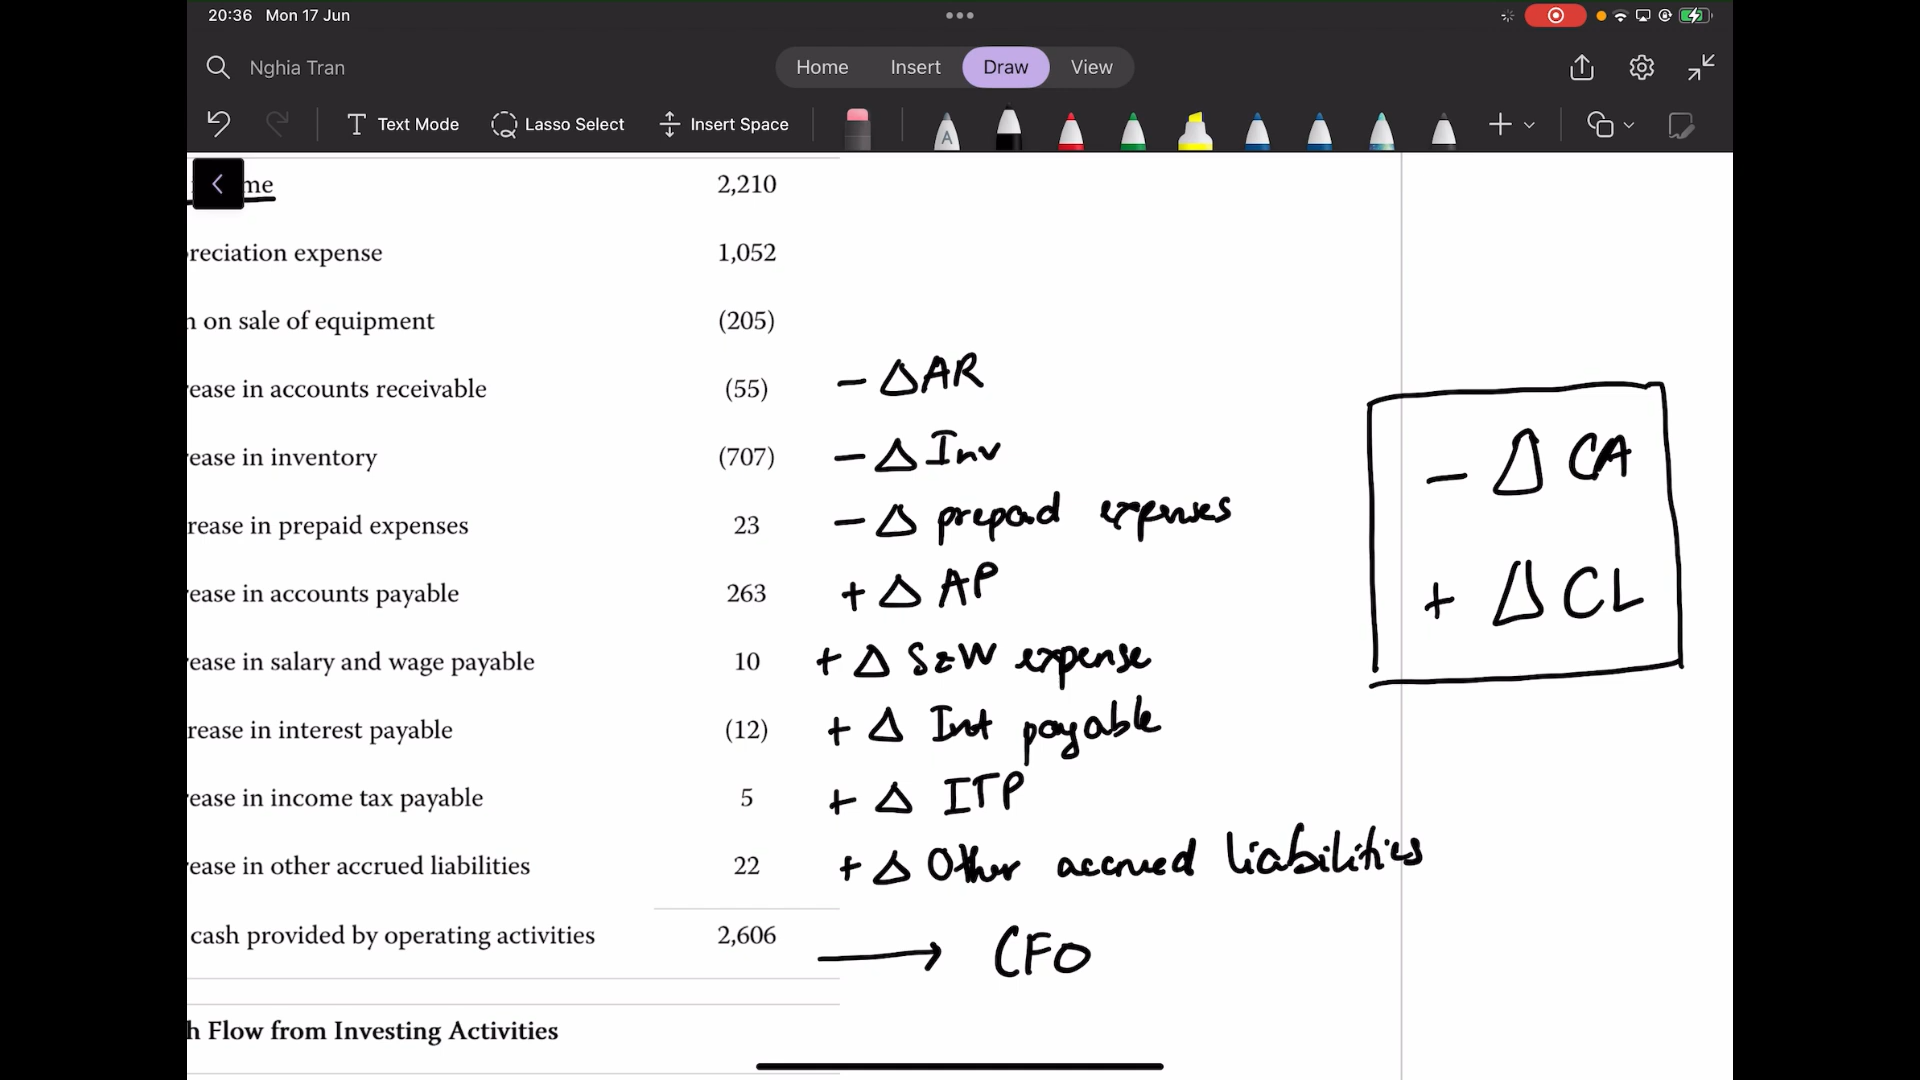 20:36 Mon 17 Jun
Nghia Tran
Home Insert Draw View
Text Mode Lasso Select Insert Space A
me 2,210
reciation expense 1,052
n on sale of equipment (205)
ease in accounts receivable (55) − Δ AR
ease in inventory (707) − Δ Inv
rease in prepaid expenses 23 − Δ prepaid expenses
ease in accounts payable 263 + Δ AP
ease in salary and wage payable 10 + Δ S&W expense
rease in interest payable (12) + Δ Int payable
ease in income tax payable 5 + Δ ITP
ease in other accrued liabilities 22 + Δ Other accrued liabilities
cash provided by operating activities 2,606 → CFO
h Flow from Investing Activities
− Δ CA
+ Δ CL